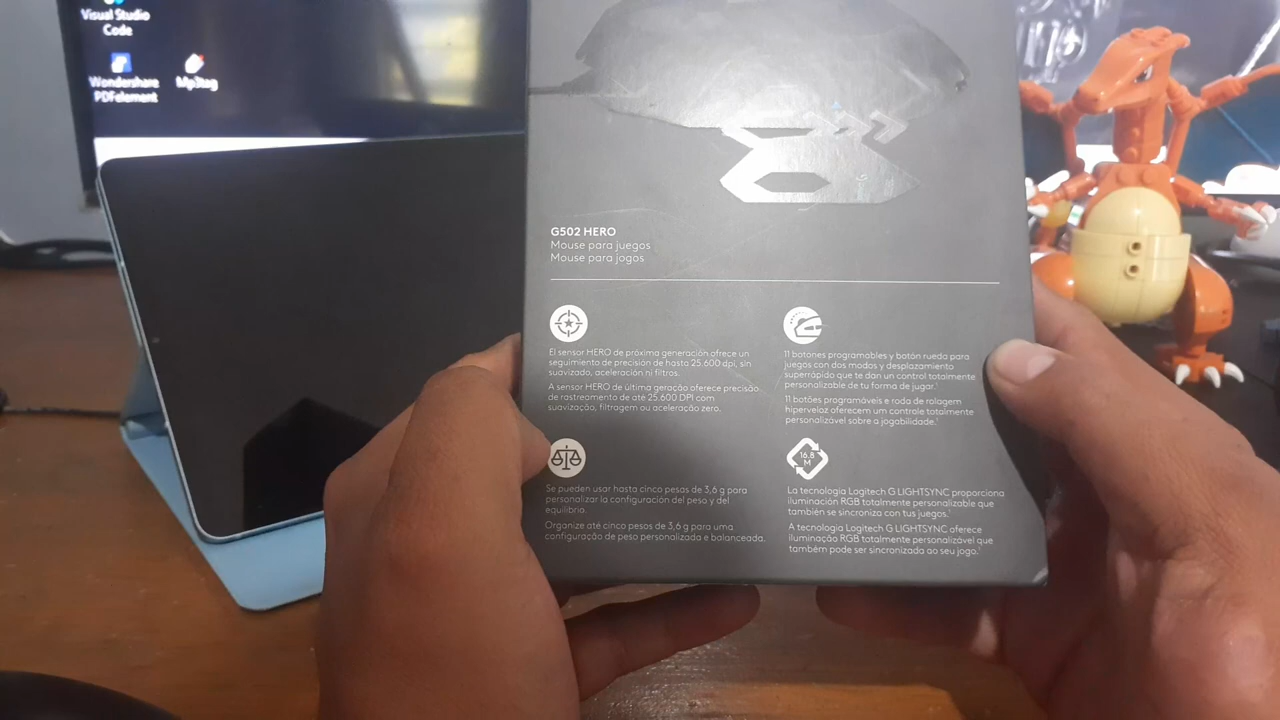 Visual Studio
Code
Wondershare
PDFelement
Mp3tag
G502 HERO
Mouse para juegos
Mouse para jogos
El sensor HERO de próxima generación ofrece un
seguimiento de precisión de hasta 25.600 dpi, sin
suavizado, aceleración ni filtros.
A sensor HERO de última geração oferece precisão
de rastreamento de até 25.600 DPI com
suavização, filtragem ou aceleração zero.
11 botones programables y botón rueda para
juegos con dos modos y desplazamiento
superrápido que te dan un control totalmente
personalizable de tu forma de jugar.
11 botões programáveis e roda de rolagem
hiperveloz oferecem um controle totalmente
personalizável sobre a jogabilidade.
Se pueden usar hasta cinco pesas de 3,6 g para
personalizar la configuración del peso y del
equilibrio.
Organize até cinco pesos de 3,6 g para uma
configuração de peso personalizada e balanceada.
16.8
M
La tecnología Logitech G LIGHTSYNC proporciona
iluminación RGB totalmente personalizable que
también se sincroniza con tus juegos.
A tecnologia Logitech G LIGHTSYNC oferece
iluminação RGB totalmente personalizável que
também pode ser sincronizada ao seu jogo.